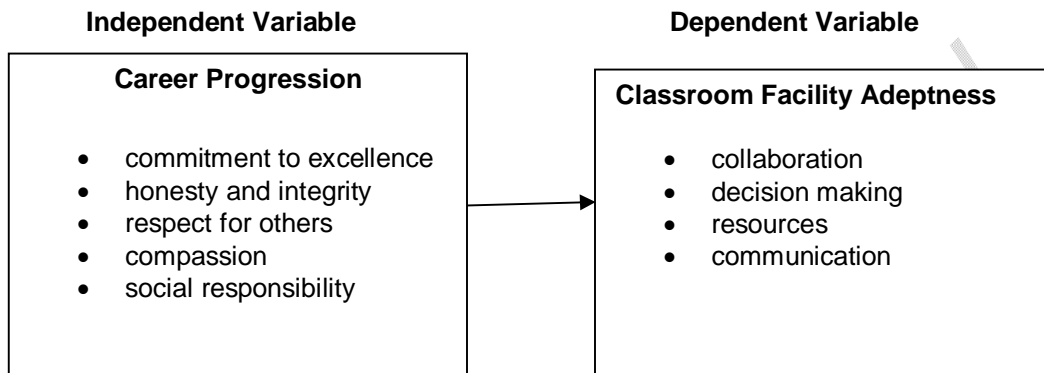 Independent Variable
Dependent Variable
Career Progression
• commitment to excellence
• honesty and integrity
• respect for others
• compassion
• social responsibility
Classroom Facility Adeptness
• collaboration
• decision making
• resources
• communication